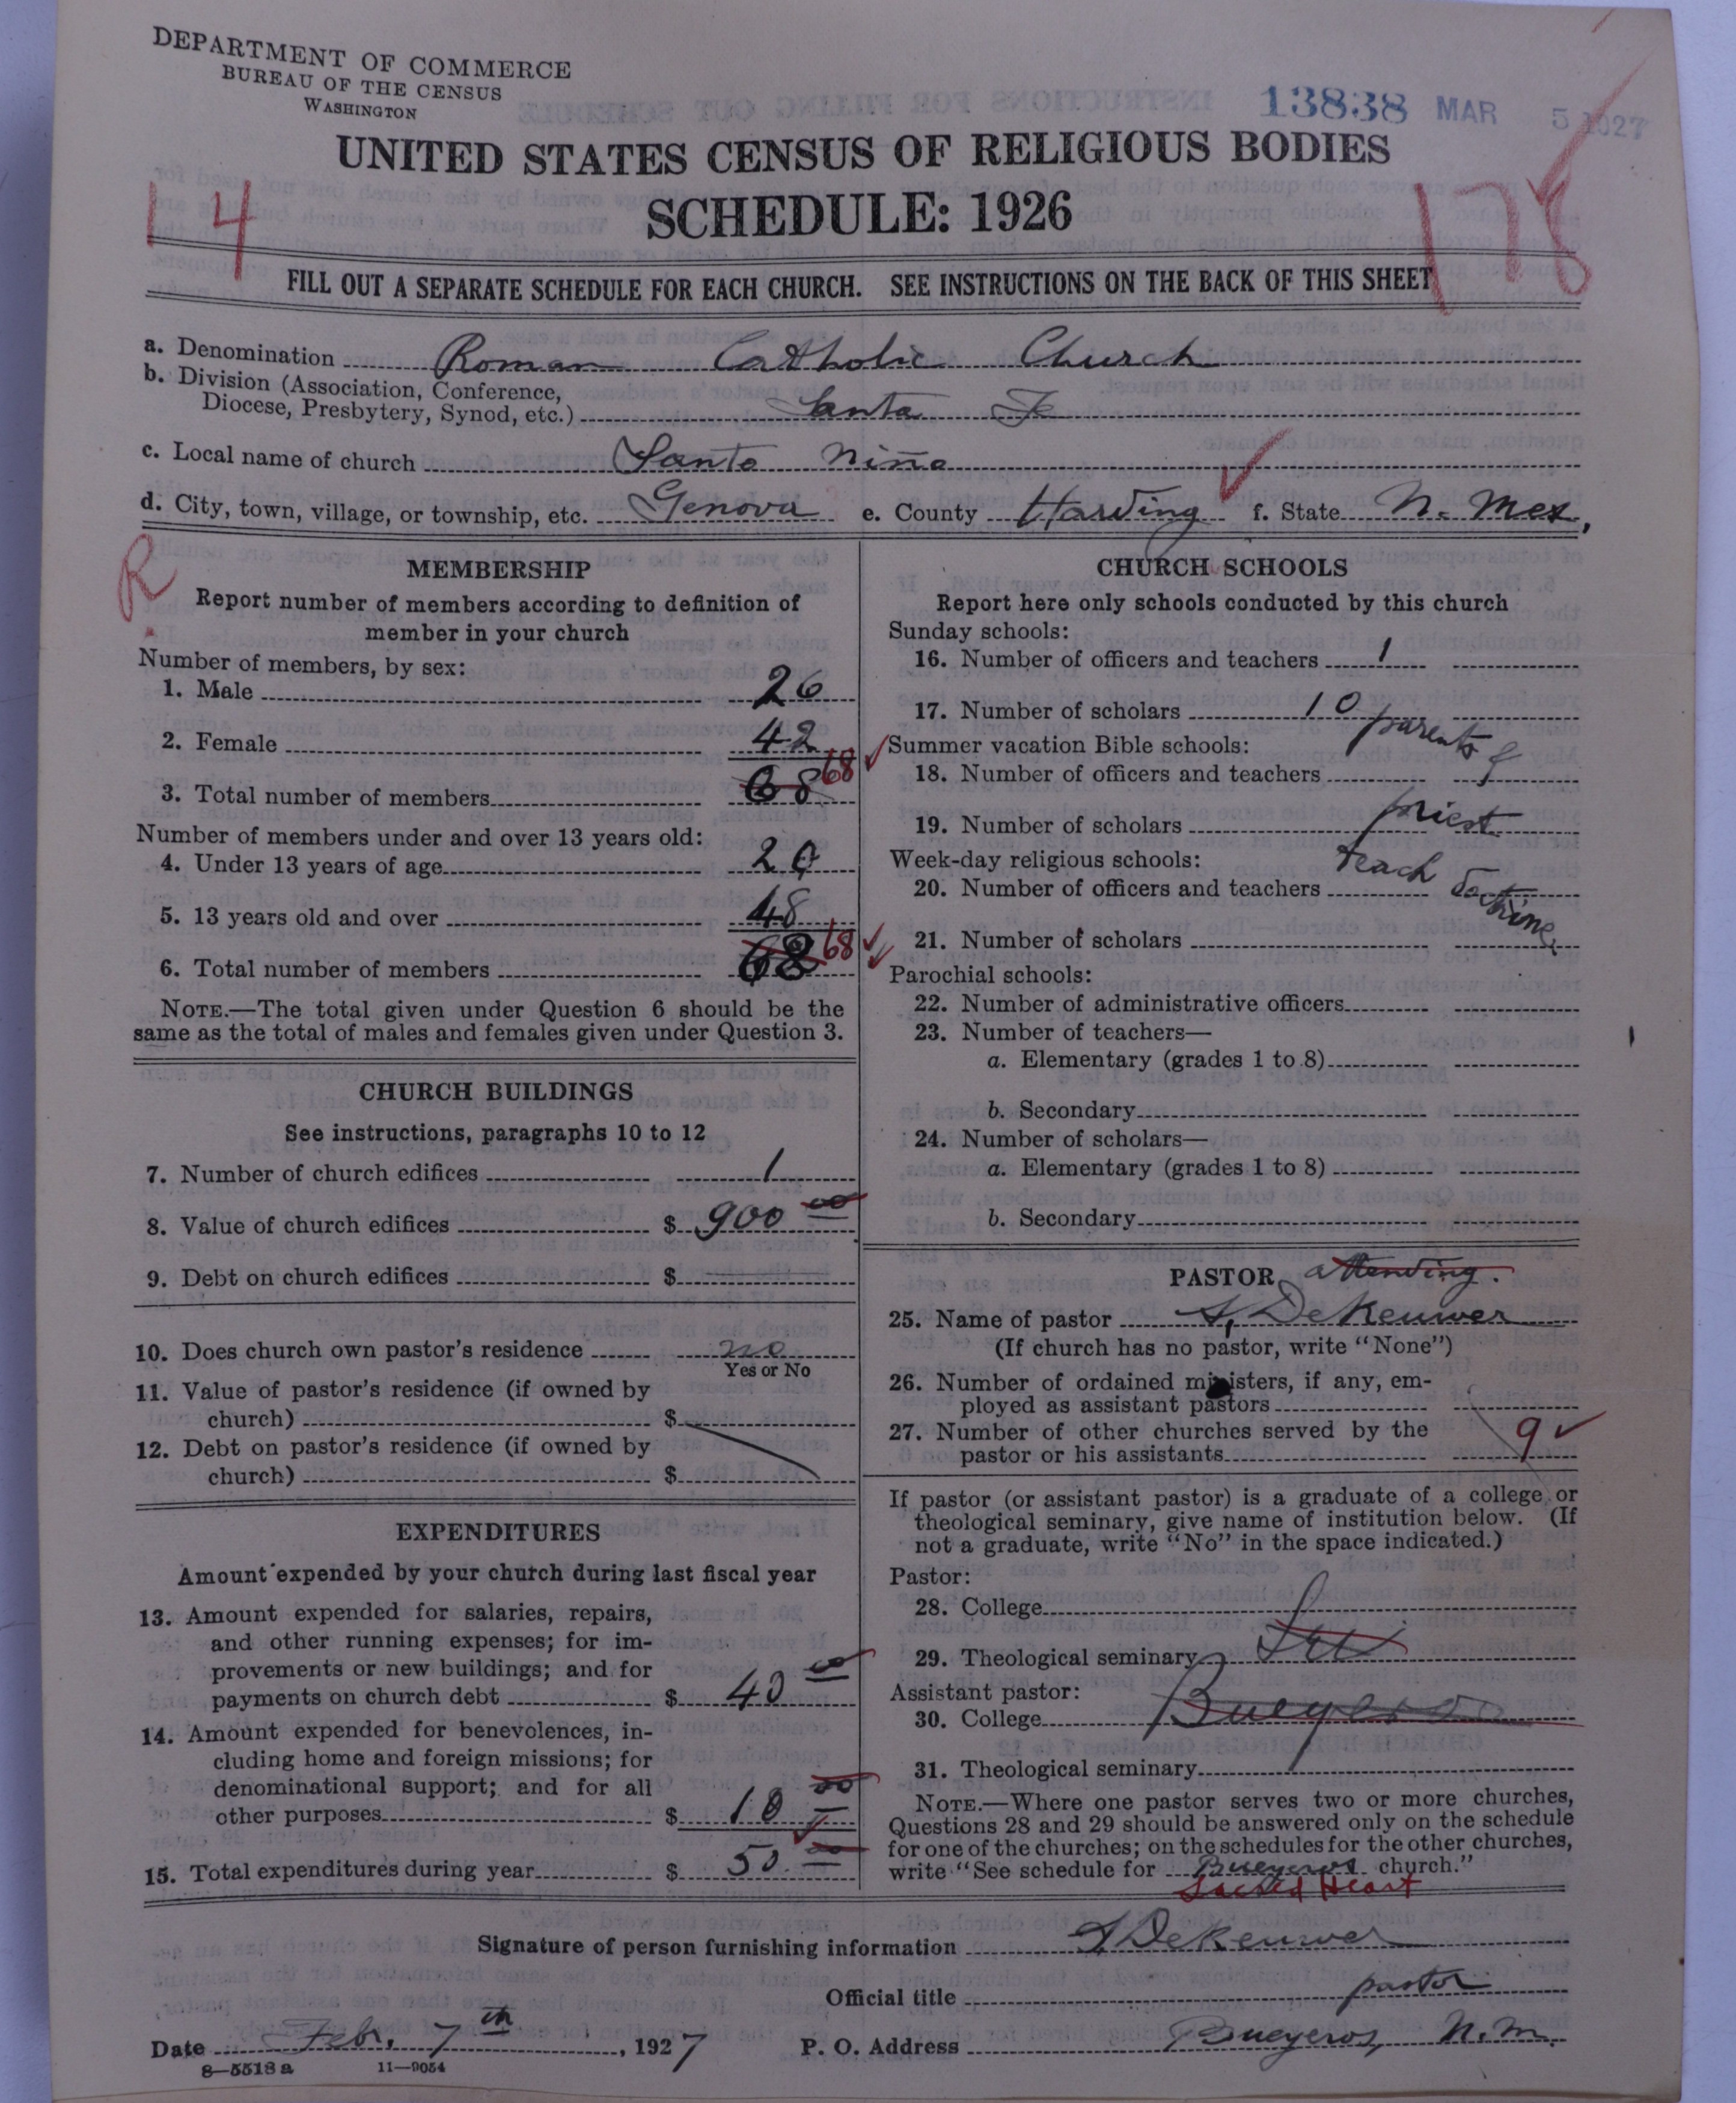 DEPARTMENT OF COMMERCE
BUREAU OF THE CENSUS
WASHINGTON
13838 MAR 5 1927
UNITED STATES CENSUS OF RELIGIOUS BODIES
SCHEDULE: 1926
14
178
FILL OUT A SEPARATE SCHEDULE FOR EACH CHURCH. SEE INSTRUCTIONS ON THE BACK OF THIS SHEET
a. Denomination Roman Catholic Church
b. Division (Association, Conference,
Diocese, Presbytery, Synod, etc.) Santa Fe
c. Local name of church Santo Niño
d. City, town, village, or township, etc. Genova e. County Harding f. State N. Mex.
R
MEMBERSHIP
Report number of members according to definition of
member in your church
Number of members, by sex:
1. Male 26
2. Female 42
3. Total number of members 68 68
Number of members under and over 13 years old:
4. Under 13 years of age 20
5. 13 years old and over 48
6. Total number of members 68 68
NOTE.—The total given under Question 6 should be the
same as the total of males and females given under Question 3.
CHURCH BUILDINGS
See instructions, paragraphs 10 to 12
7. Number of church edifices 1
8. Value of church edifices $ 900 00
9. Debt on church edifices $
10. Does church own pastor's residence no
Yes or No
11. Value of pastor's residence (if owned by
church) $
12. Debt on pastor's residence (if owned by
church) $
EXPENDITURES
Amount expended by your church during last fiscal year
13. Amount expended for salaries, repairs,
and other running expenses; for im-
provements or new buildings; and for
payments on church debt $ 40 00
14. Amount expended for benevolences, in-
cluding home and foreign missions; for
denominational support; and for all
other purposes $ 10 00
15. Total expenditures during year $ 50 00
CHURCH SCHOOLS
Report here only schools conducted by this church
Sunday schools:
16. Number of officers and teachers 1
17. Number of scholars 10
parents &
Summer vacation Bible schools:
18. Number of officers and teachers
19. Number of scholars priest
Week-day religious schools: teach
20. Number of officers and teachers doctrine
21. Number of scholars
Parochial schools:
22. Number of administrative officers
23. Number of teachers—
a. Elementary (grades 1 to 8)
b. Secondary
24. Number of scholars—
a. Elementary (grades 1 to 8)
b. Secondary
PASTOR attending.
25. Name of pastor A. DeKeuwer
(If church has no pastor, write "None")
26. Number of ordained ministers, if any, em-
ployed as assistant pastors
27. Number of other churches served by the
pastor or his assistants 9
If pastor (or assistant pastor) is a graduate of a college or
theological seminary, give name of institution below. (If
not a graduate, write "No" in the space indicated.)
Pastor:
28. College
29. Theological seminary See
Assistant pastor:
30. College Bueyeros
31. Theological seminary
NOTE.—Where one pastor serves two or more churches,
Questions 28 and 29 should be answered only on the schedule
for one of the churches; on the schedules for the other churches,
write "See schedule for Bueyeros church."
Sacred Heart
Signature of person furnishing information A DeKeuwer
Official title pastor
Date Feb. 7th, 1927 P. O. Address Bueyeros, N.M.
8—5518a 11—9054